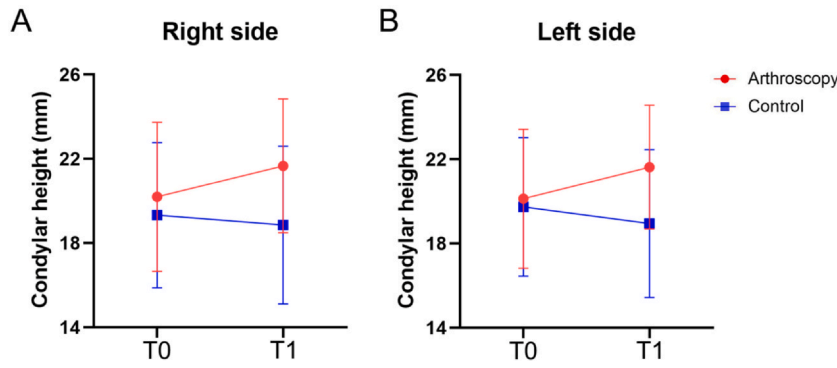 A
Right side
Condylar height (mm)
26
22
18
14
T0
T1
B
Left side
Condylar height (mm)
26
22
18
14
T0
T1
Arthroscopy
Control